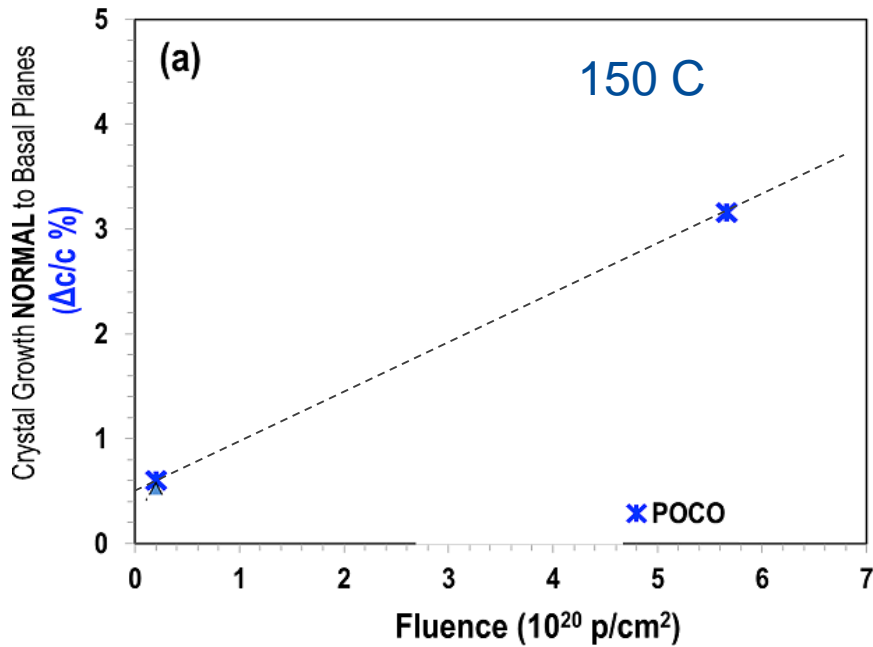 (a)
150 C
Crystal Growth NORMAL to Basal Planes
(Δc/c %)
5
4
3
2
1
0
POCO
0 1 2 3 4 5 6 7
Fluence (10²⁰ p/cm²)